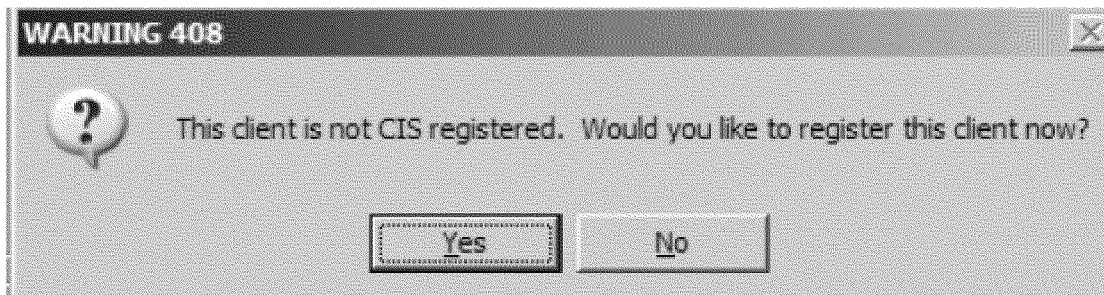 WARNING 408
This client is not CIS registered.  Would you like to register this client now?
Yes
No